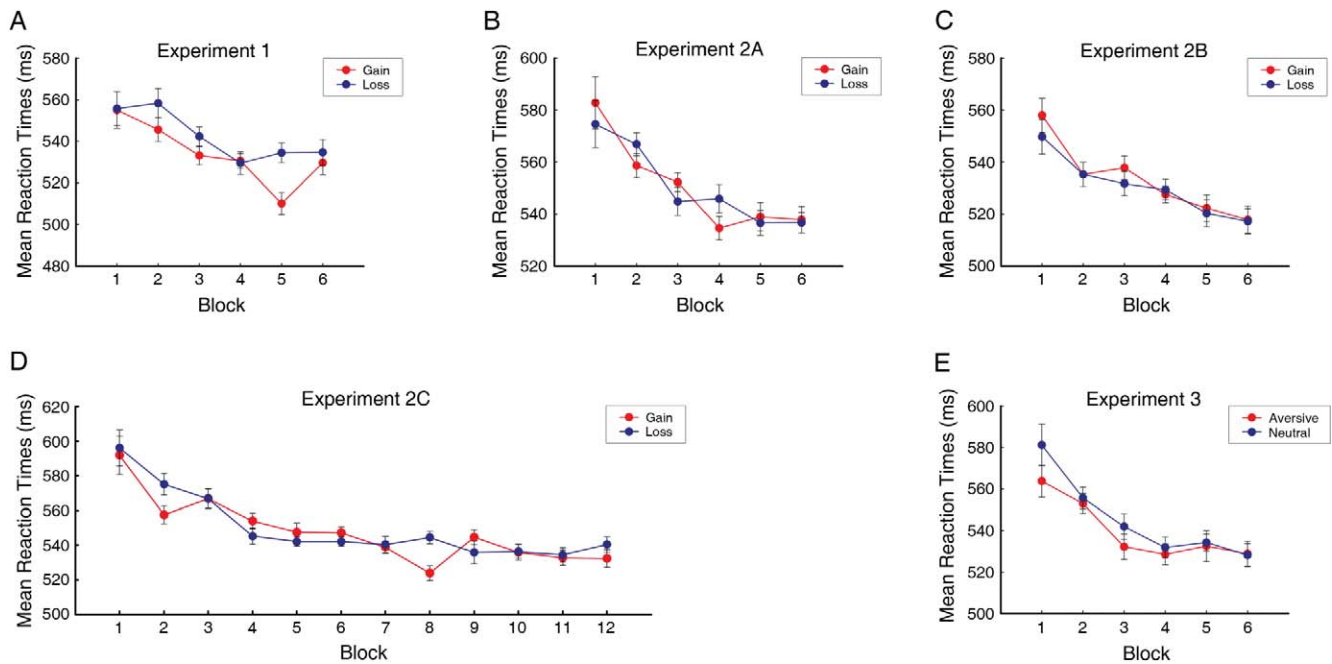 A
Experiment 1
Mean Reaction Times (ms)
580
560
540
520
500
480
Gain
Loss
1 2 3 4 5 6
Block
B
Experiment 2A
Mean Reaction Times (ms)
600
580
560
540
520
Gain
Loss
1 2 3 4 5 6
Block
C
Experiment 2B
Mean Reaction Times (ms)
580
560
540
520
500
Gain
Loss
1 2 3 4 5 6
Block
D
Experiment 2C
Mean Reaction Times (ms)
620
600
580
560
540
520
500
Gain
Loss
1 2 3 4 5 6 7 8 9 10 11 12
Block
E
Experiment 3
Mean Reaction Times (ms)
600
580
560
540
520
500
Aversive
Neutral
1 2 3 4 5 6
Block